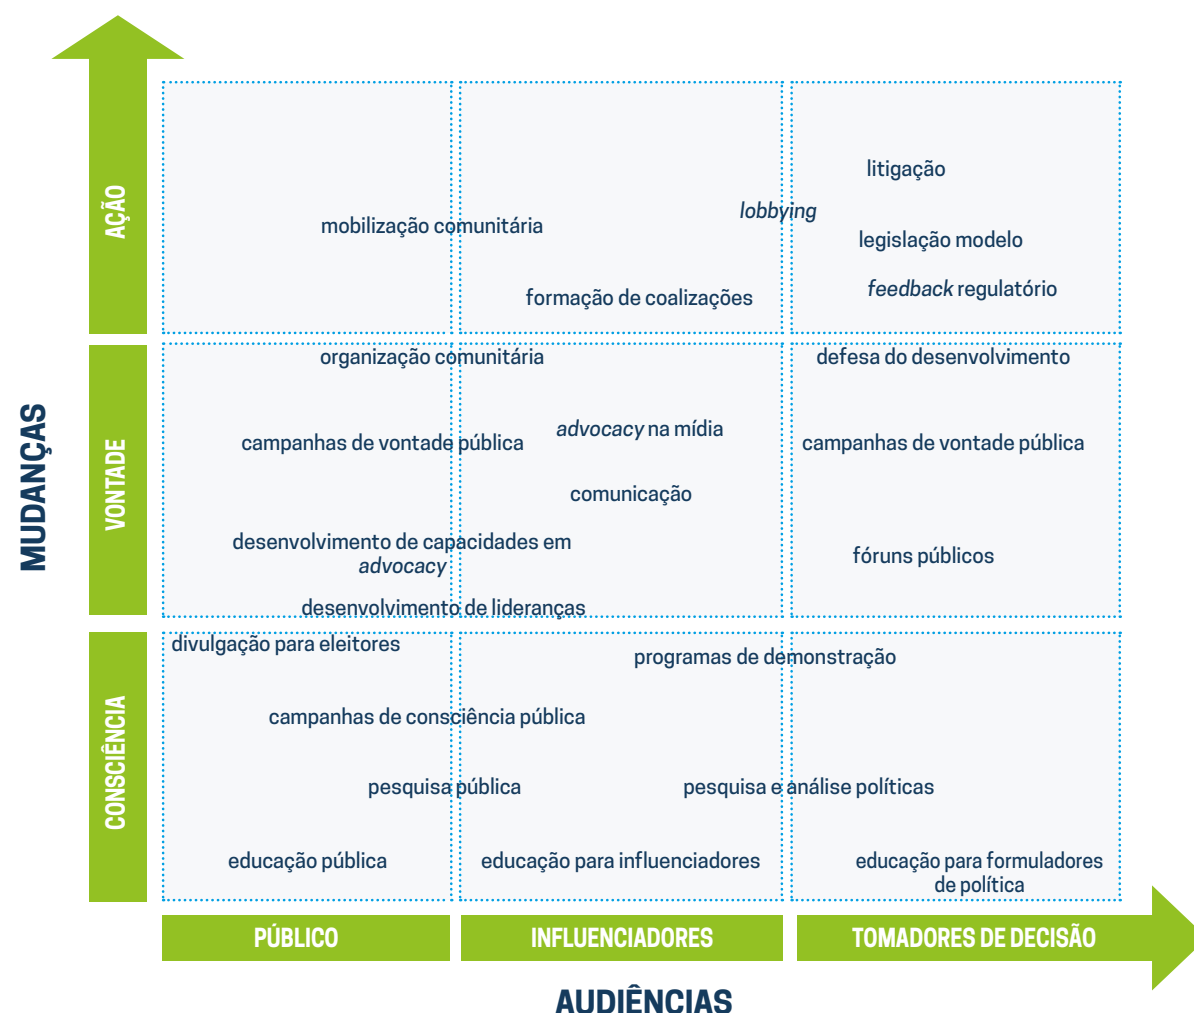 MUDANÇAS
AÇÃO
litigação
lobbying
mobilização comunitária
legislação modelo
feedback regulatório
formação de coalizações
VONTADE
organização comunitária
defesa do desenvolvimento
advocacy na mídia
campanhas de vontade pública
campanhas de vontade pública
comunicação
desenvolvimento de capacidades em
advocacy
fóruns públicos
desenvolvimento de lideranças
CONSCIÊNCIA
divulgação para eleitores
programas de demonstração
campanhas de consciência pública
pesquisa pública
pesquisa e análise políticas
educação pública
educação para influenciadores
educação para formuladores
de política
PÚBLICO
INFLUENCIADORES
TOMADORES DE DECISÃO
AUDIÊNCIAS